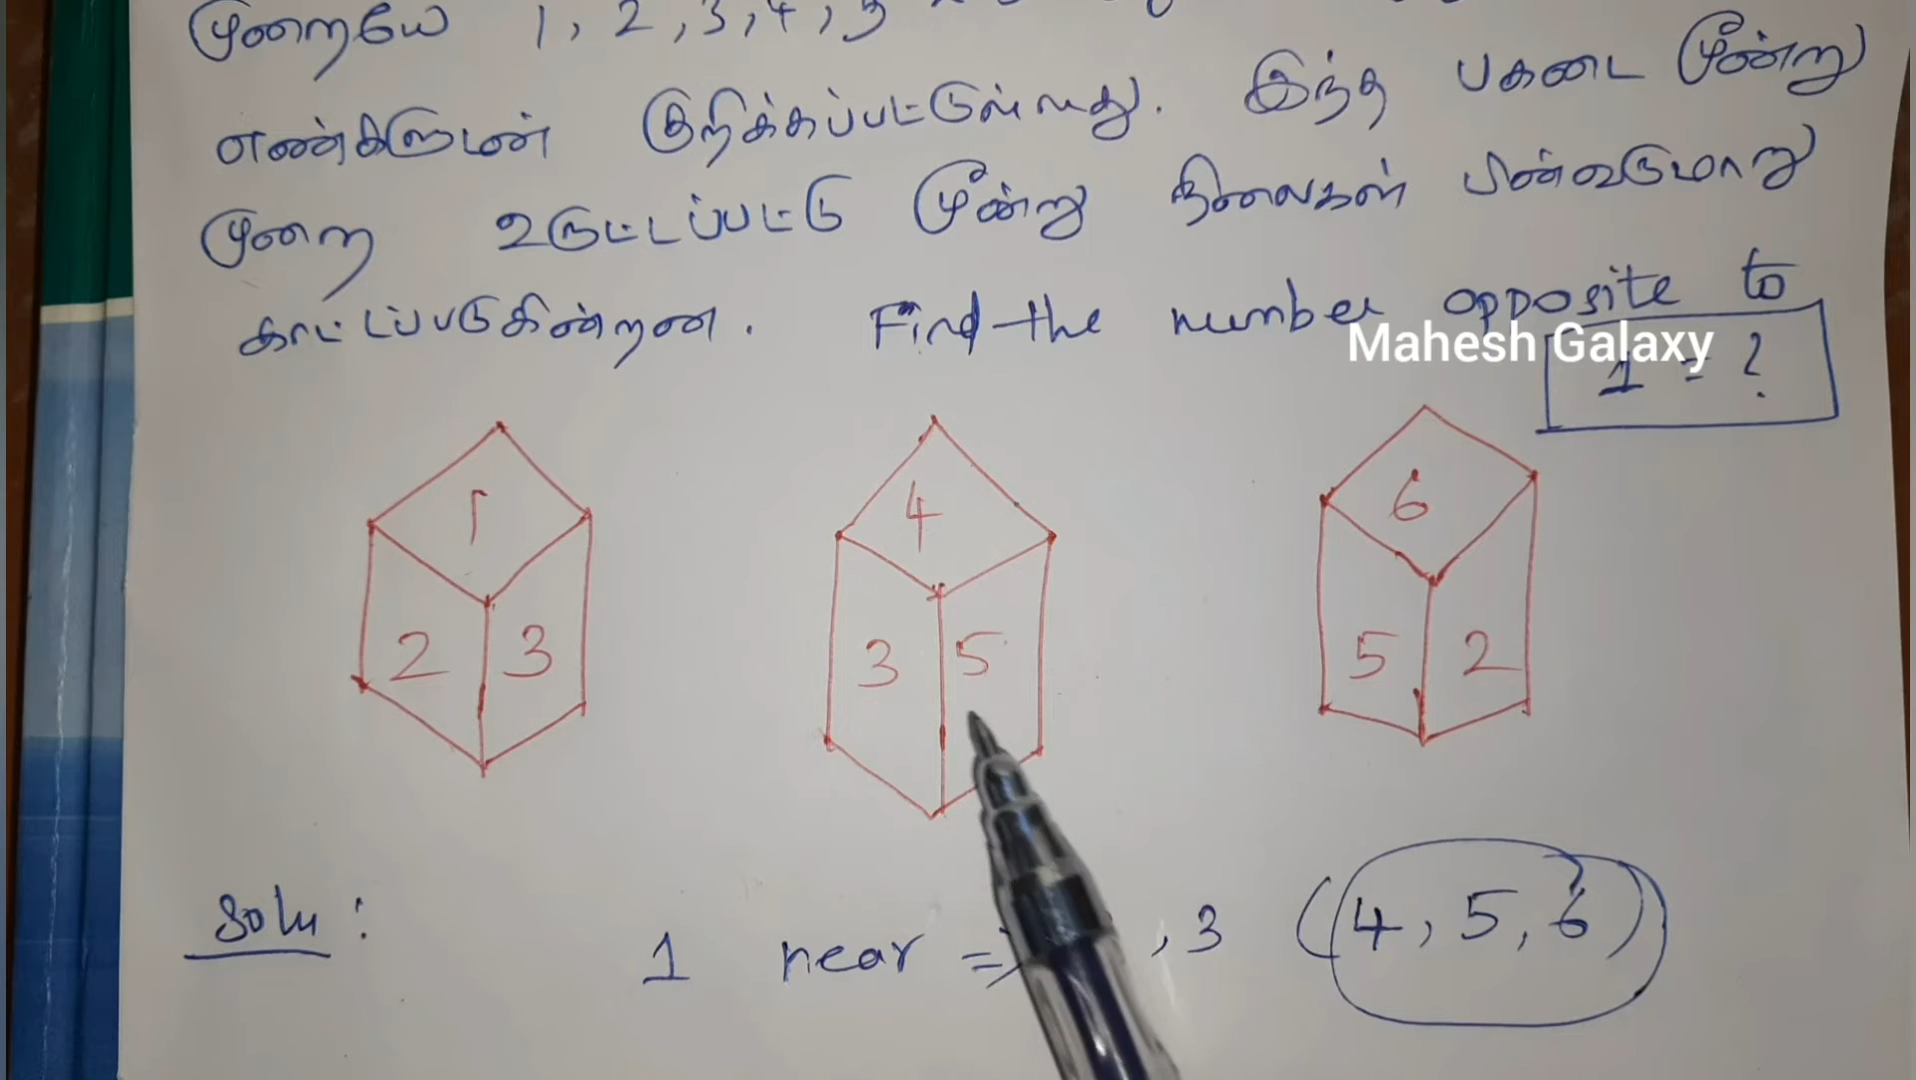 முறையே 1, 2, 3, 4, 5
எண்களுடன் குறிக்கப்பட்டுள்ளது. இந்த பகடை மூன்று
முறை உருட்டப்பட்டு மூன்று நிலைகள் பின்வருமாறு
காட்டப்படுகின்றன. Find the number opposite to
Mahesh Galaxy
1 = ?
1 4 6
2 3 3 5 5 2
Solu : 1 near => , 3 (4, 5, 6)